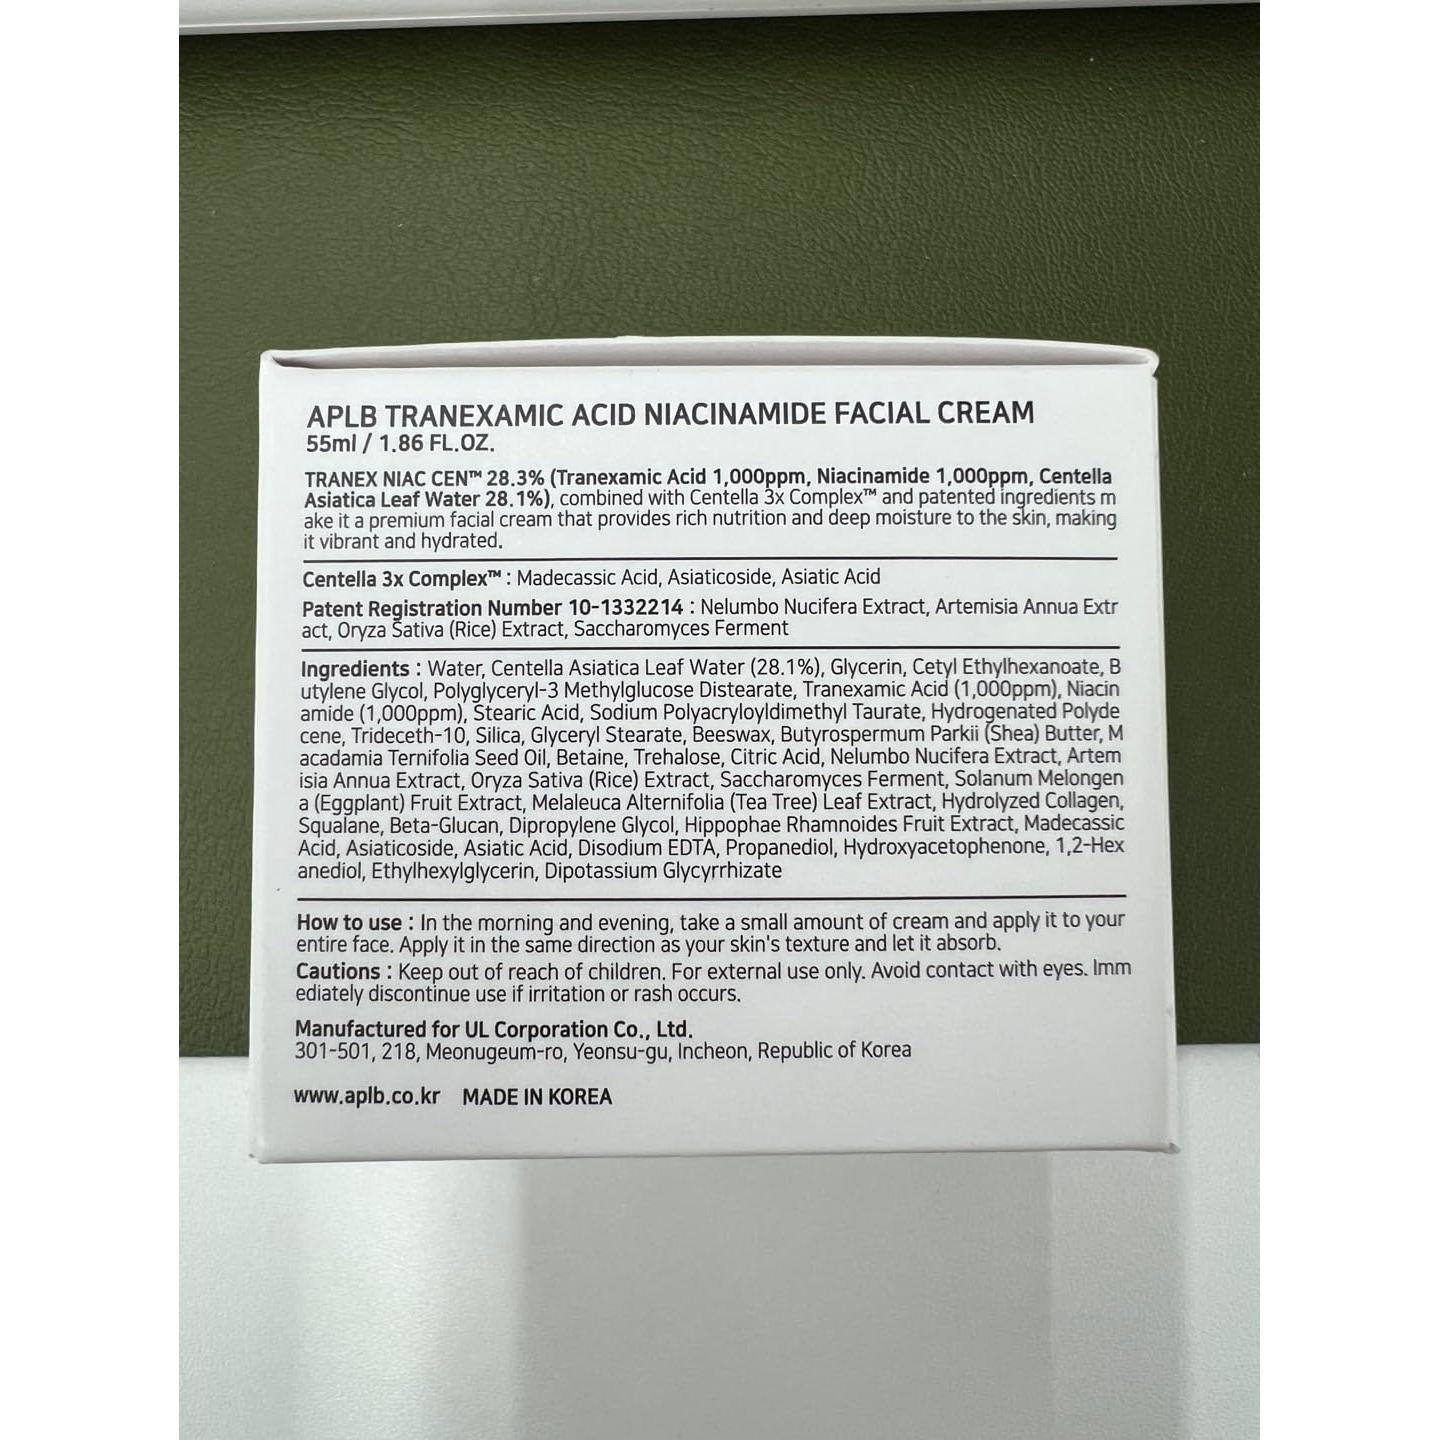 APLB TRANEXAMIC ACID NIACINAMIDE FACIAL CREAM
55ml / 1.86 FL.OZ.
TRANEX NIAC CEN™ 28.3% (Tranexamic Acid 1,000ppm, Niacinamide 1,000ppm, Centella
Asiatica Leaf Water 28.1%), combined with Centella 3x Complex™ and patented ingredients m
ake it a premium facial cream that provides rich nutrition and deep moisture to the skin, making
it vibrant and hydrated.
Centella 3x Complex™ : Madecassic Acid, Asiaticoside, Asiatic Acid
Patent Registration Number 10-1332214 : Nelumbo Nucifera Extract, Artemisia Annua Extr
act, Oryza Sativa (Rice) Extract, Saccharomyces Ferment
Ingredients : Water, Centella Asiatica Leaf Water (28.1%), Glycerin, Cetyl Ethylhexanoate, B
utylene Glycol, Polyglyceryl-3 Methylglucose Distearate, Tranexamic Acid (1,000ppm), Niacin
amide (1,000ppm), Stearic Acid, Sodium Polyacryloyldimethyl Taurate, Hydrogenated Polyde
cene, Trideceth-10, Silica, Glyceryl Stearate, Beeswax, Butyrospermum Parkii (Shea) Butter, M
acadamia Ternifolia Seed Oil, Betaine, Trehalose, Citric Acid, Nelumbo Nucifera Extract, Artem
isia Annua Extract, Oryza Sativa (Rice) Extract, Saccharomyces Ferment, Solanum Melongen
a (Eggplant) Fruit Extract, Melaleuca Alternifolia (Tea Tree) Leaf Extract, Hydrolyzed Collagen,
Squalane, Beta-Glucan, Dipropylene Glycol, Hippophae Rhamnoides Fruit Extract, Madecassic
Acid, Asiaticoside, Asiatic Acid, Disodium EDTA, Propanediol, Hydroxyacetophenone, 1,2-Hex
anediol, Ethylhexylglycerin, Dipotassium Glycyrrhizate
How to use : In the morning and evening, take a small amount of cream and apply it to your
entire face. Apply it in the same direction as your skin's texture and let it absorb.
Cautions : Keep out of reach of children. For external use only. Avoid contact with eyes. Imm
ediately discontinue use if irritation or rash occurs.
Manufactured for UL Corporation Co., Ltd.
301-501, 218, Meonugeum-ro, Yeonsu-gu, Incheon, Republic of Korea
www.aplb.co.kr MADE IN KOREA